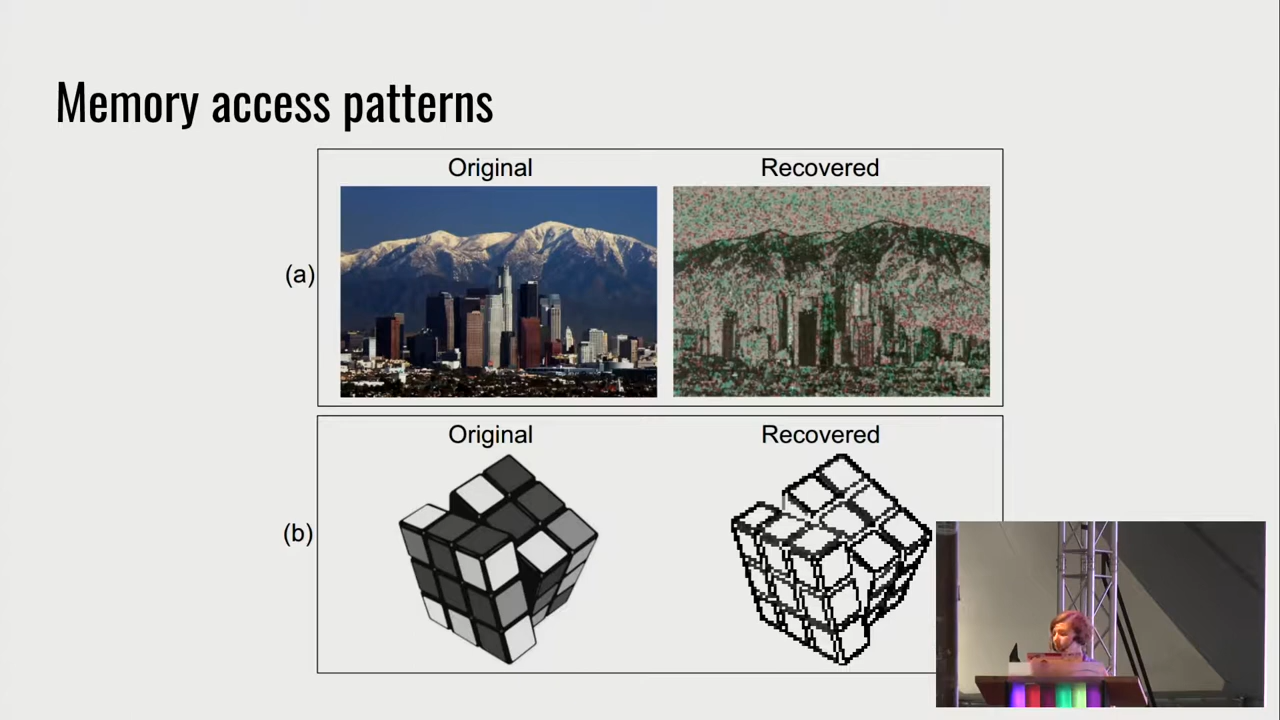 Memory access patterns
Original Recovered
(a)
Original Recovered
(b)